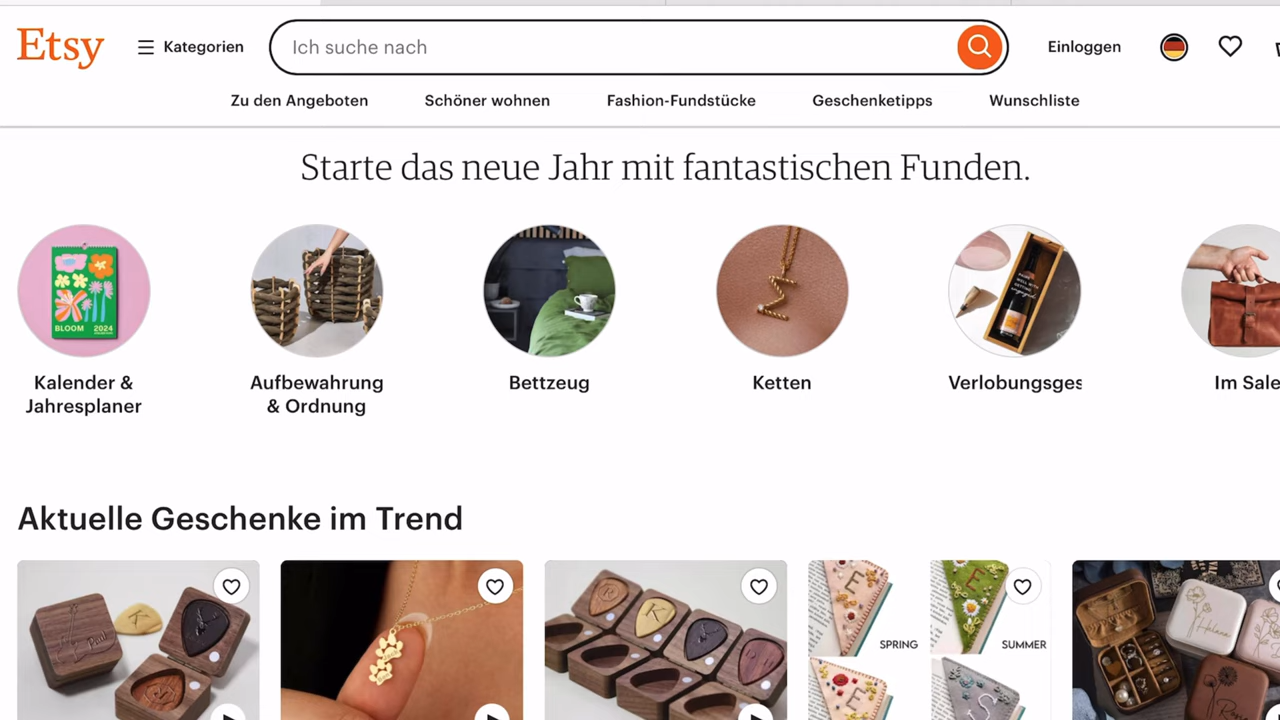 Etsy
Kategorien
Ich suche nach
Einloggen
Zu den Angeboten
Schöner wohnen
Fashion-Fundstücke
Geschenketipps
Wunschliste
Starte das neue Jahr mit fantastischen Funden.
BLOOM 2024
Kalender &
Jahresplaner
Aufbewahrung
& Ordnung
Bettzeug
Ketten
Verlobungsges
Im Sale
Aktuelle Geschenke im Trend
Paul
K
R
K
E
SPRING
E
SUMMER
E
S